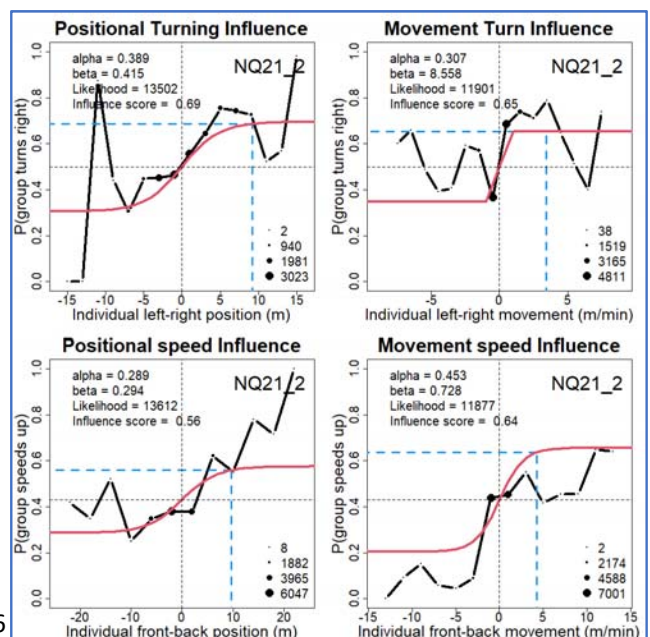 Positional Turning Influence
alpha = 0.389
beta = 0.415
Likelihood = 13502
Influence score = 0.69
NQ21_2
P(group turns right)
1.0
0.8
0.6
0.4
0.2
0.0
2
940
1981
3023
-15
-10
-5
0
5
10
15
Individual left-right position (m)
Movement Turn Influence
alpha = 0.307
beta = 8.558
Likelihood = 11901
Influence score = 0.65
NQ21_2
P(group turns right)
1.0
0.8
0.6
0.4
0.2
0.0
38
1519
3165
4811
-5
0
5
Individual left-right movement (m/min)
Positional speed Influence
alpha = 0.289
beta = 0.294
Likelihood = 13612
Influence score = 0.56
NQ21_2
P(group speeds up)
1.0
0.8
0.6
0.4
0.2
0.0
8
1882
3965
6047
-20
-10
0
10
20
Individual front-back position (m)
Movement speed Influence
alpha = 0.453
beta = 0.728
Likelihood = 11877
Influence score = 0.64
NQ21_2
P(group speeds up)
1.0
0.8
0.6
0.4
0.2
0.0
2
2174
4588
7001
-15
-10
-5
0
5
10
15
Individual front-back movement (m/min)
6